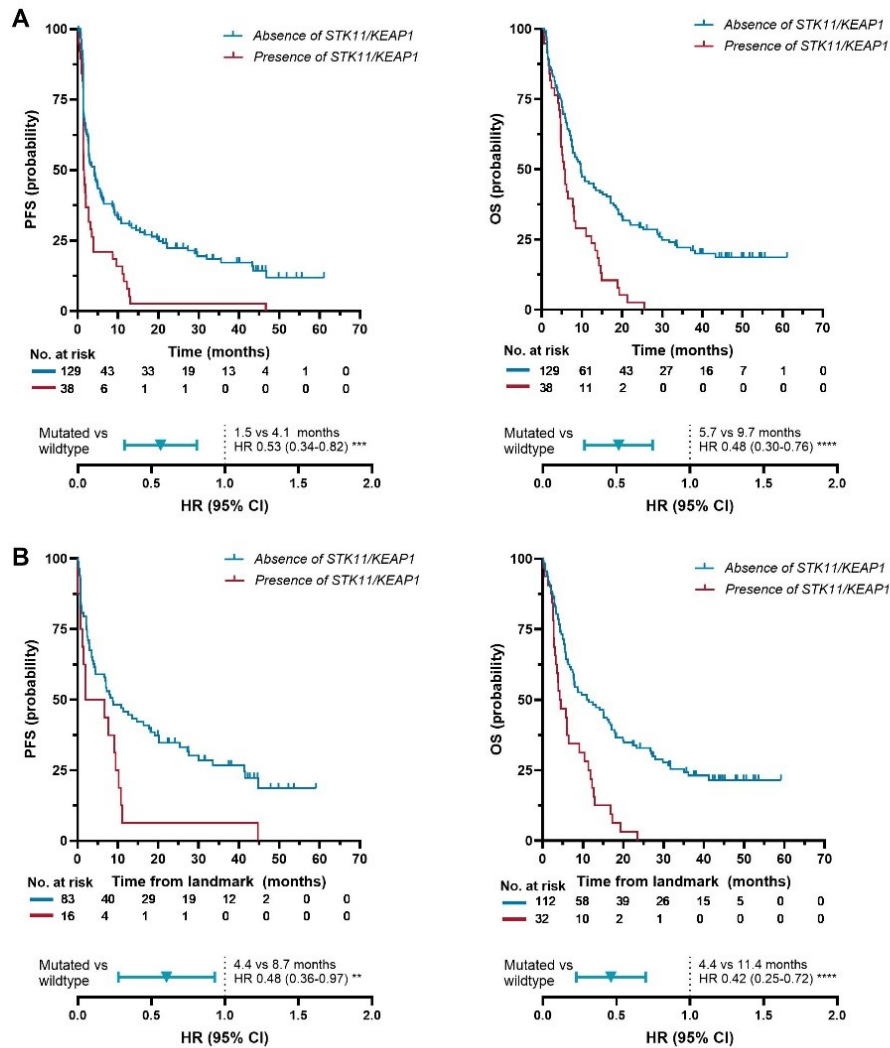 A
Absence of STK11/KEAP1
Presence of STK11/KEAP1
PFS (probability)
100
75
50
25
0
0 10 20 30 40 50 60 70
Time (months)
No. at risk
129 43 33 19 13 4 1 0
38 6 1 1 0 0 0 0
Mutated vs
wildtype
1.5 vs 4.1 months
HR 0.53 (0.34-0.82) ***
0.0 0.5 1.0 1.5 2.0
HR (95% CI)
Absence of STK11/KEAP1
Presence of STK11/KEAP1
OS (probability)
100
75
50
25
0
0 10 20 30 40 50 60 70
Time (months)
No. at risk
129 61 43 27 16 7 1 0
38 11 2 0 0 0 0 0
Mutated vs
wildtype
5.7 vs 9.7 months
HR 0.48 (0.30-0.76) ****
0.0 0.5 1.0 1.5 2.0
HR (95% CI)
B
Absence of STK11/KEAP1
Presence of STK11/KEAP1
PFS (probability)
100
75
50
25
0
0 10 20 30 40 50 60 70
No. at risk
Time from landmark (months)
83 40 29 19 12 2 0 0
16 4 1 1 0 0 0 0
Mutated vs
wildtype
4.4 vs 8.7 months
HR 0.48 (0.36-0.97) **
0.0 0.5 1.0 1.5 2.0
HR (95% CI)
Absence of STK11/KEAP1
Presence of STK11/KEAP1
OS (probability)
100
75
50
25
0
0 10 20 30 40 50 60 70
No. at risk
Time from landmark (months)
112 58 39 26 15 5 0 0
32 10 2 1 0 0 0 0
Mutated vs
wildtype
4.4 vs 11.4 months
HR 0.42 (0.25-0.72) ****
0.0 0.5 1.0 1.5 2.0
HR (95% CI)